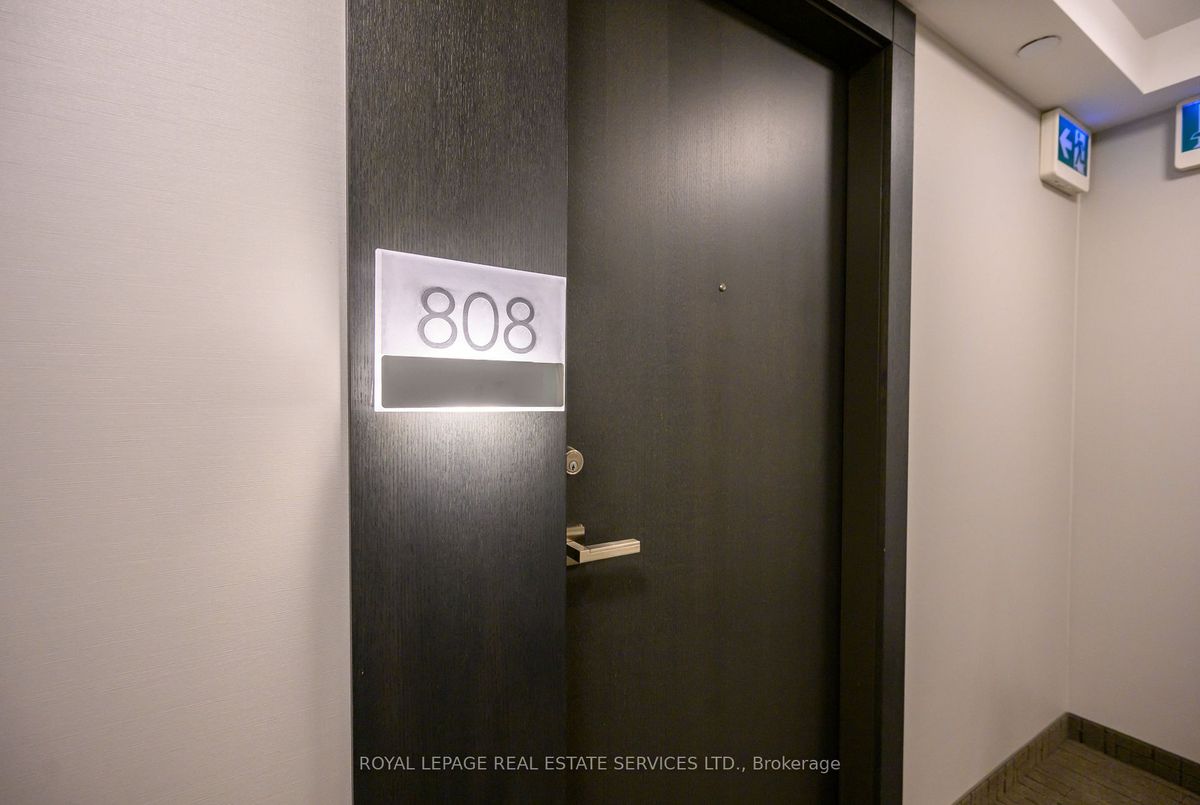 808
ROYAL LEPAGE REAL ESTATE SERVICES LTD., Brokerage